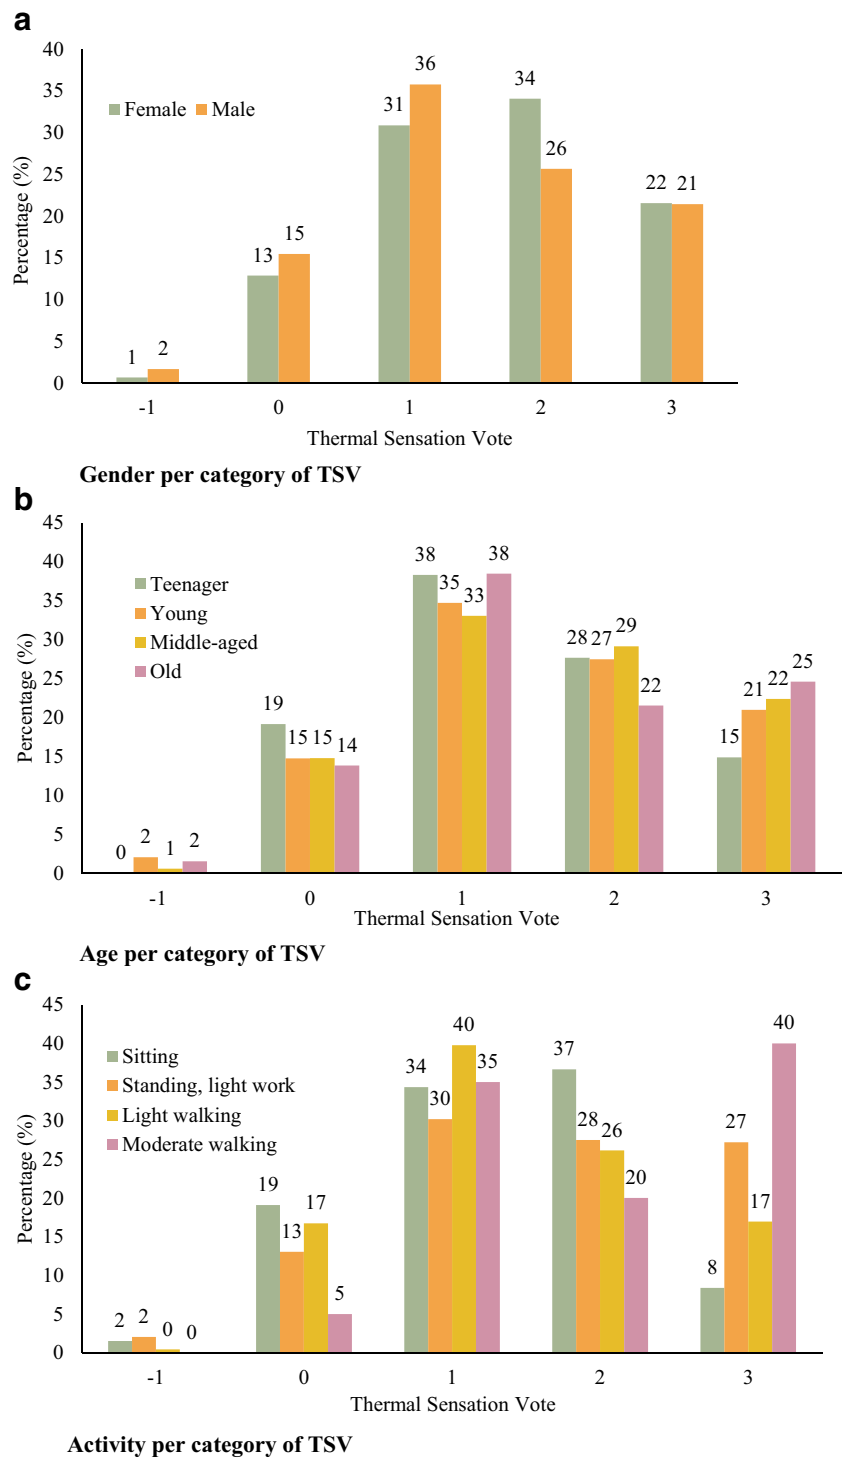 a
40
35
30
25
20
15
10
5
0
Percentage (%)
Female Male
1 2
13 15
31 36
34 26
22 21
-1 0 1 2 3
Thermal Sensation Vote
Gender per category of TSV
b
45
40
35
30
25
20
15
10
5
0
Percentage (%)
Teenager
Young
Middle-aged
Old
0 2 1 2
19 15 15 14
38 35 33 38
28 27 29 22
15 21 22 25
-1 0 1 2 3
Thermal Sensation Vote
Age per category of TSV
c
45
40
35
30
25
20
15
10
5
0
Percentage (%)
Sitting
Standing, light work
Light walking
Moderate walking
2 2 0 0
19 13 17 5
34 30 40 35
37 28 26 20
8 27 17 40
-1 0 1 2 3
Thermal Sensation Vote
Activity per category of TSV